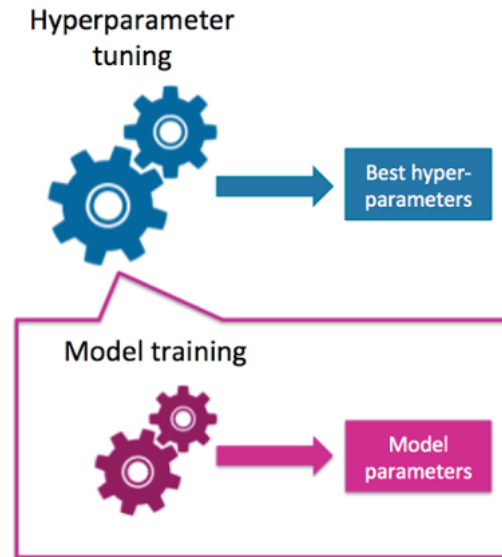 Hyperparameter
tuning
Best hyper-
parameters
Model training
Model
parameters